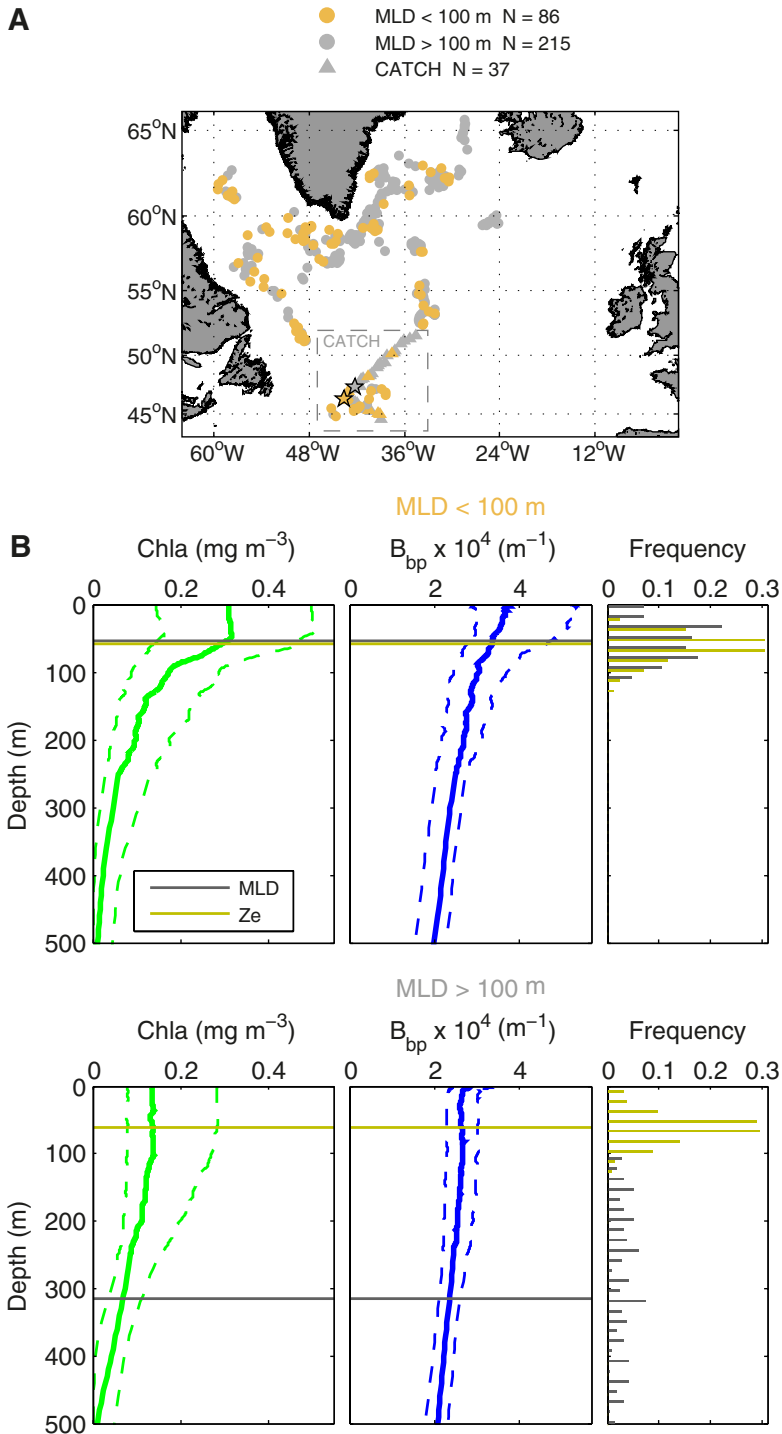 A
MLD < 100 m N = 86
MLD > 100 m N = 215
CATCH N = 37
65°N
60°N
55°N
50°N
45°N
CATCH
60°W 48°W 36°W 24°W 12°W
MLD < 100 m
B
Chla (mg m⁻³) B_bp x 10⁴ (m⁻¹) Frequency
0 0.2 0.4 2 4 0 0.1 0.2 0.3
0
100
200
300
400
500
Depth (m)
MLD
Ze
MLD > 100 m
Chla (mg m⁻³) B_bp x 10⁴ (m⁻¹) Frequency
0 0.2 0.4 2 4 0 0.1 0.2 0.3
0
100
200
300
400
500
Depth (m)